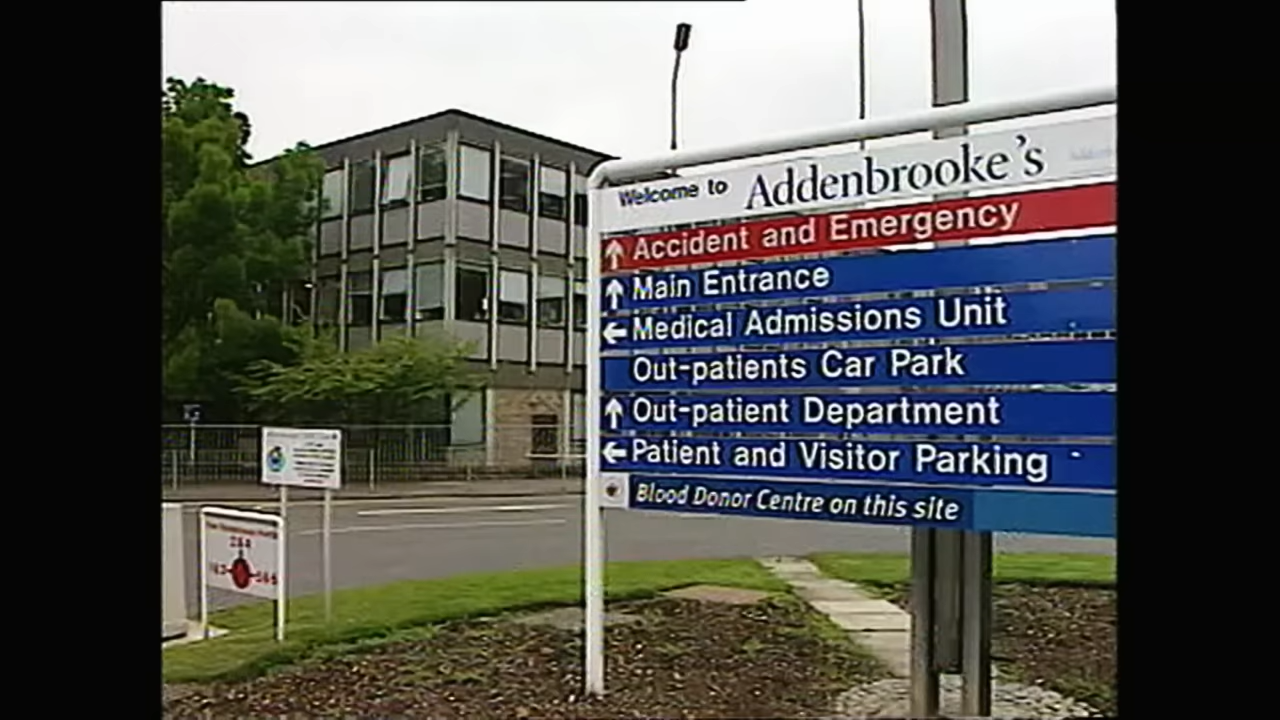 Welcome to Addenbrooke's
Accident and Emergency
Main Entrance
Medical Admissions Unit
Out-patients Car Park
Out-patient Department
Patient and Visitor Parking
Blood Donor Centre on this site